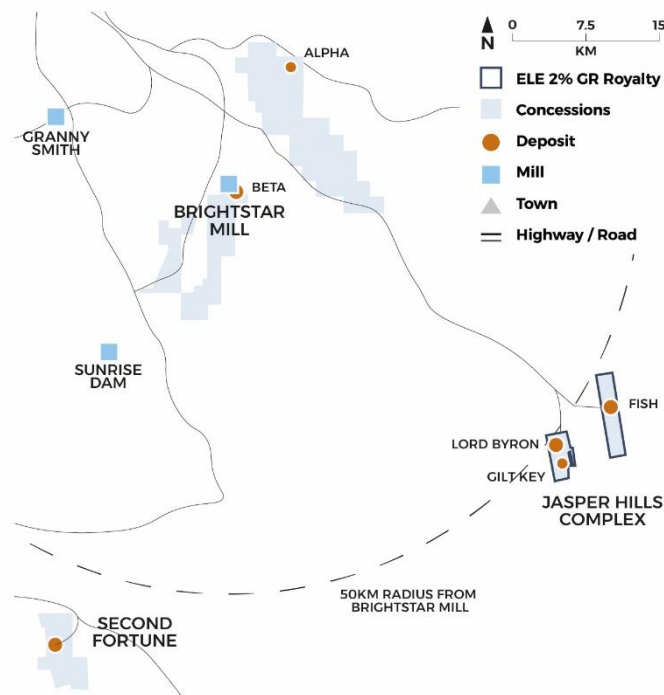 ALPHA
N
0 7.5 15
KM
ELE 2% GR Royalty
Concessions
Deposit
Mill
Town
Highway / Road
GRANNY
SMITH
BETA
BRIGHTSTAR
MILL
SUNRISE
DAM
FISH
LORD BYRON
GILT KEY
JASPER HILLS
COMPLEX
50KM RADIUS FROM
BRIGHTSTAR MILL
SECOND
FORTUNE